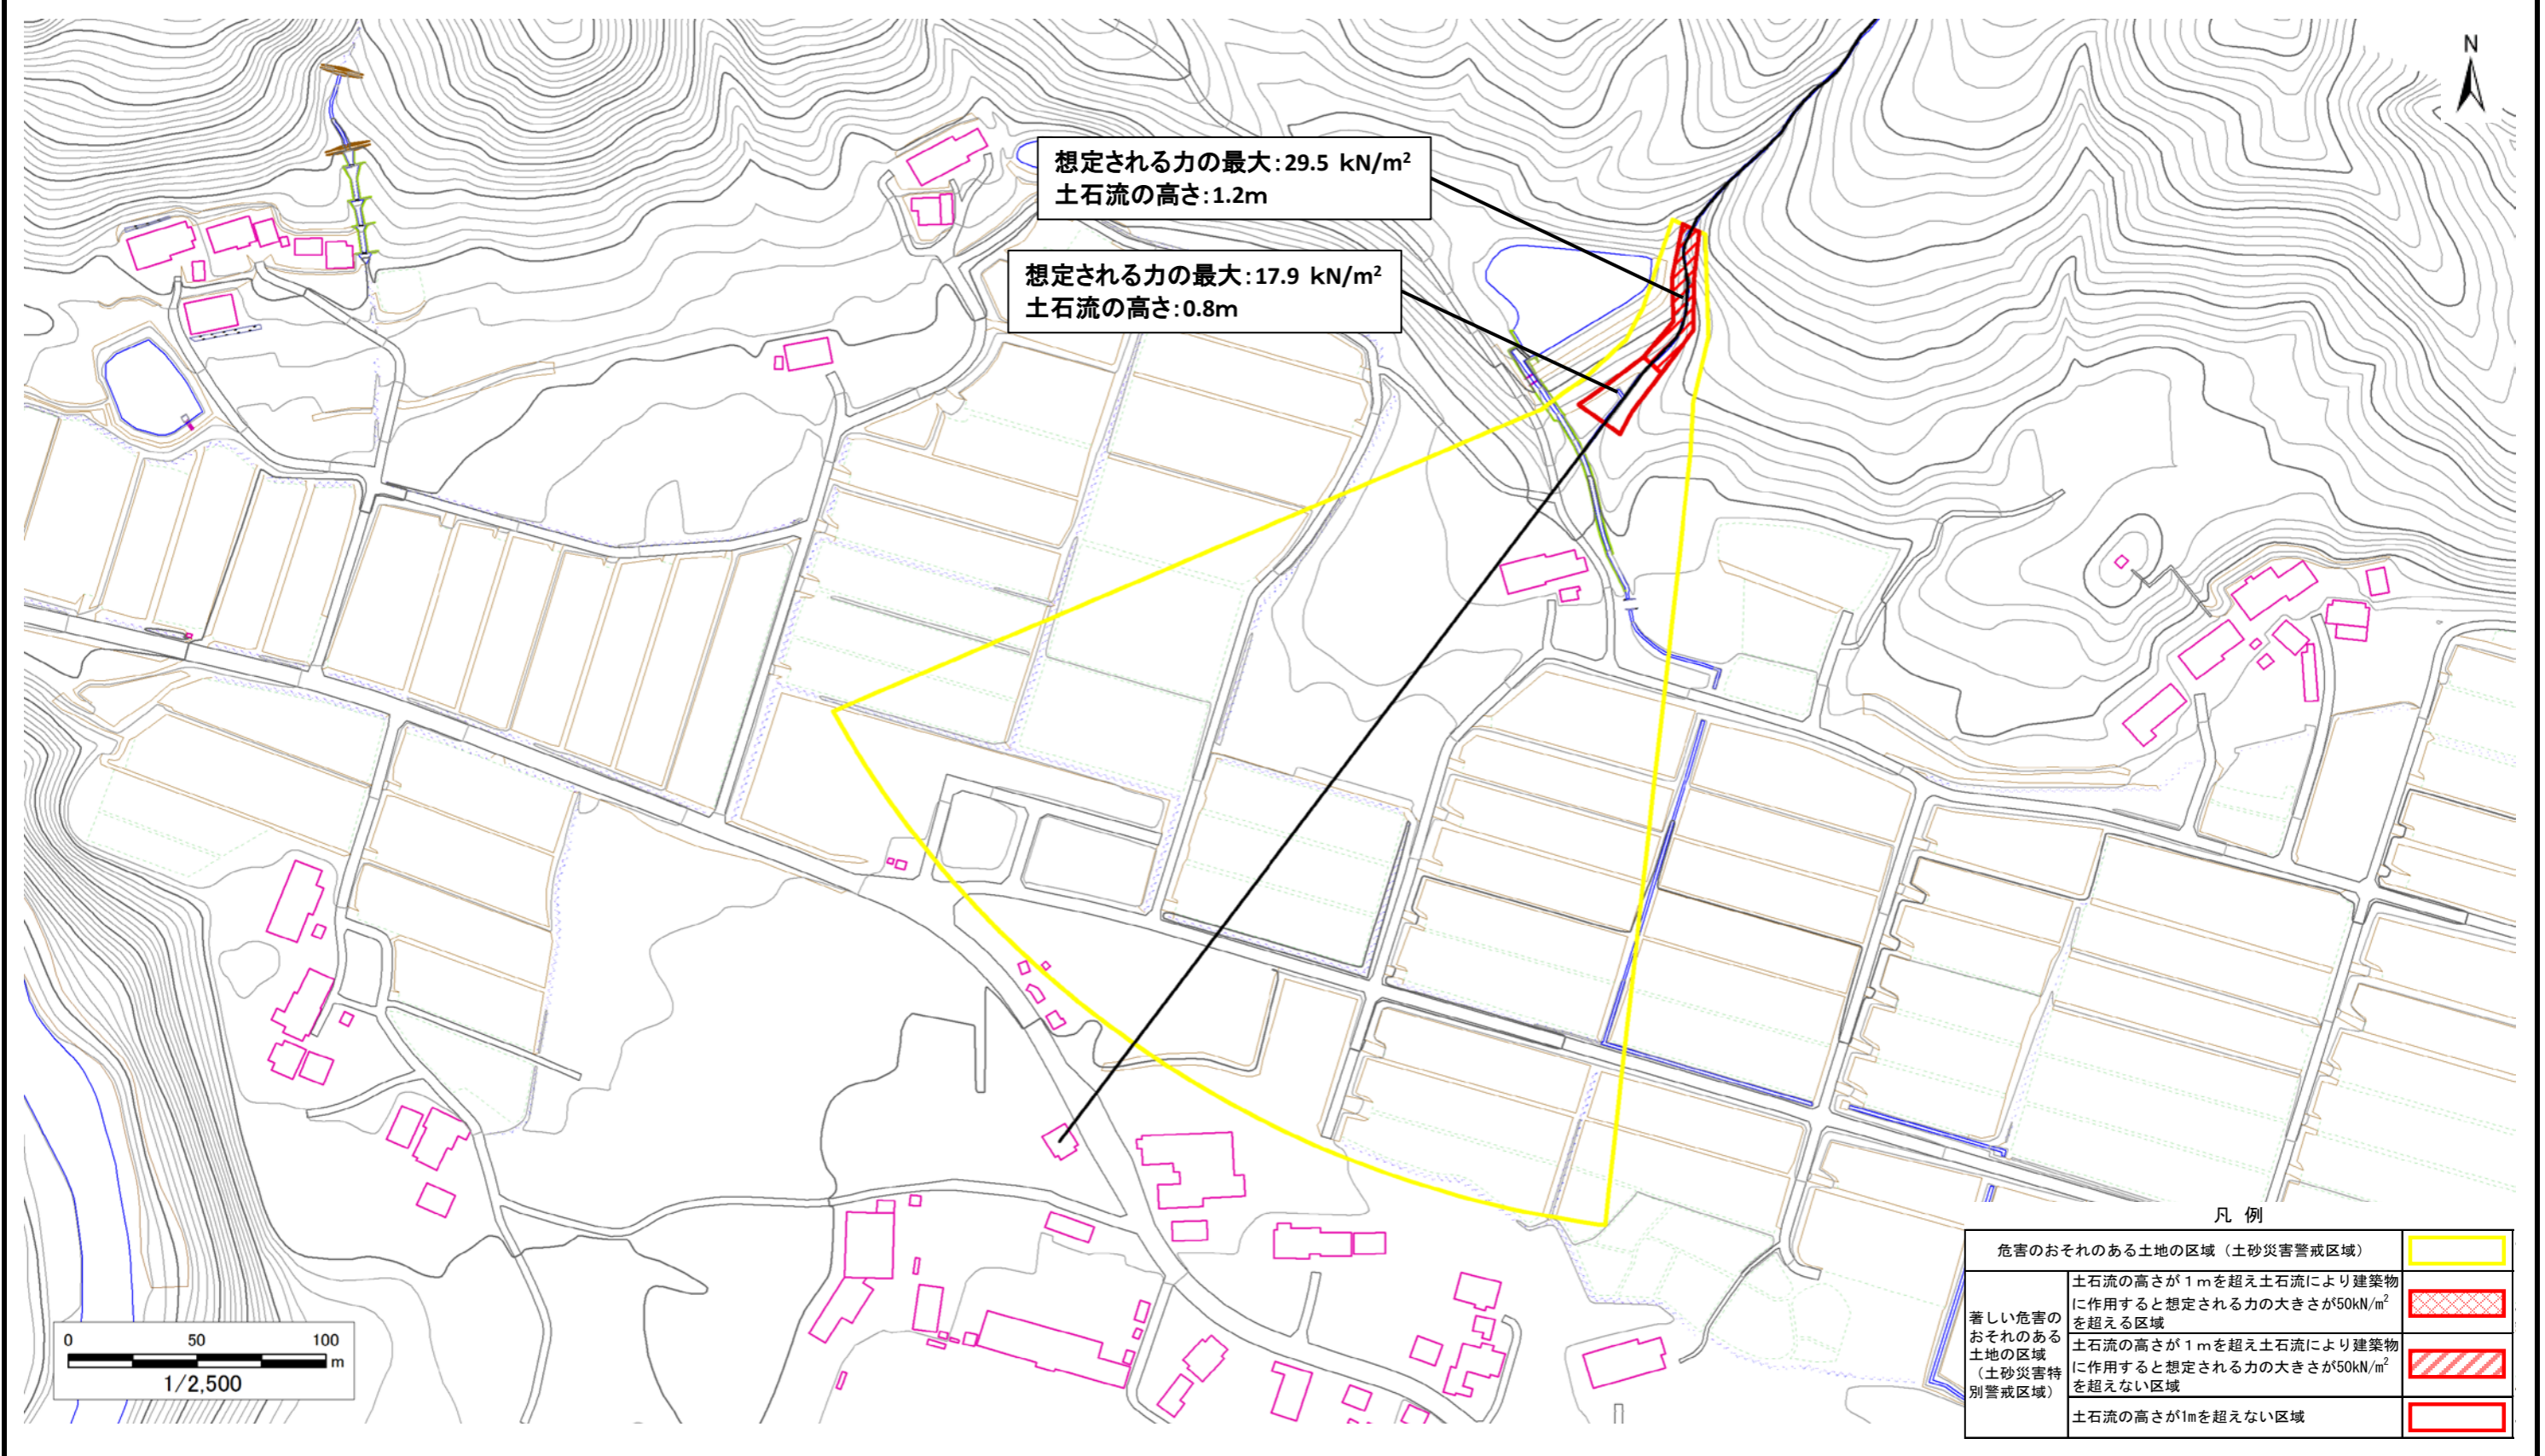 N
想定される力の最大:29.5 kN/m²
土石流の高さ:1.2m
想定される力の最大:17.9 kN/m²
土石流の高さ:0.8m
0 50 100
m
1/2,500
凡 例
危害のおそれのある土地の区域（土砂災害警戒区域）
著しい危害の
おそれのある
土地の区域
（土砂災害特
別警戒区域）
土石流の高さが１ｍを超え土石流により建築物
に作用すると想定される力の大きさが50kN/m²
を超える区域
土石流の高さが１ｍを超え土石流により建築物
に作用すると想定される力の大きさが50kN/m²
を超えない区域
土石流の高さが1mを超えない区域